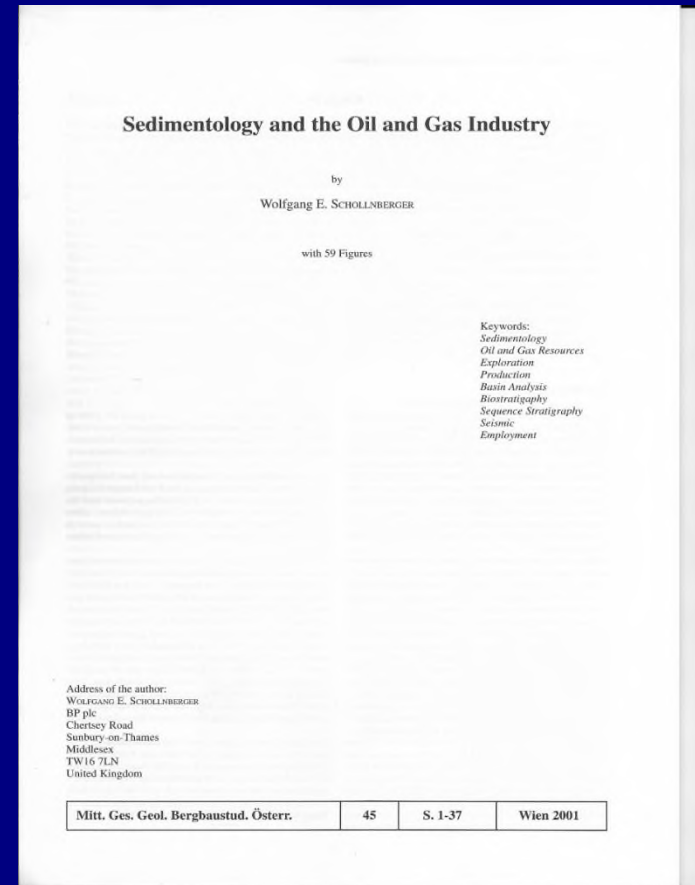 Sedimentology and the Oil and Gas Industry
by
Wolfgang E. SCHOLLNBERGER
with 59 Figures
Keywords:
Sedimentology
Oil and Gas Resources
Exploration
Production
Basin Analysis
Biostratigaphy
Sequence Stratigraphy
Seismic
Employment
Address of the author:
WOLFGANG E. SCHOLLNBERGER
BP plc
Chertsey Road
Sunbury-on-Thames
Middlesex
TW16 7LN
United Kingdom
Mitt. Ges. Geol. Bergbaustud. Österr. 45 S. 1-37 Wien 2001